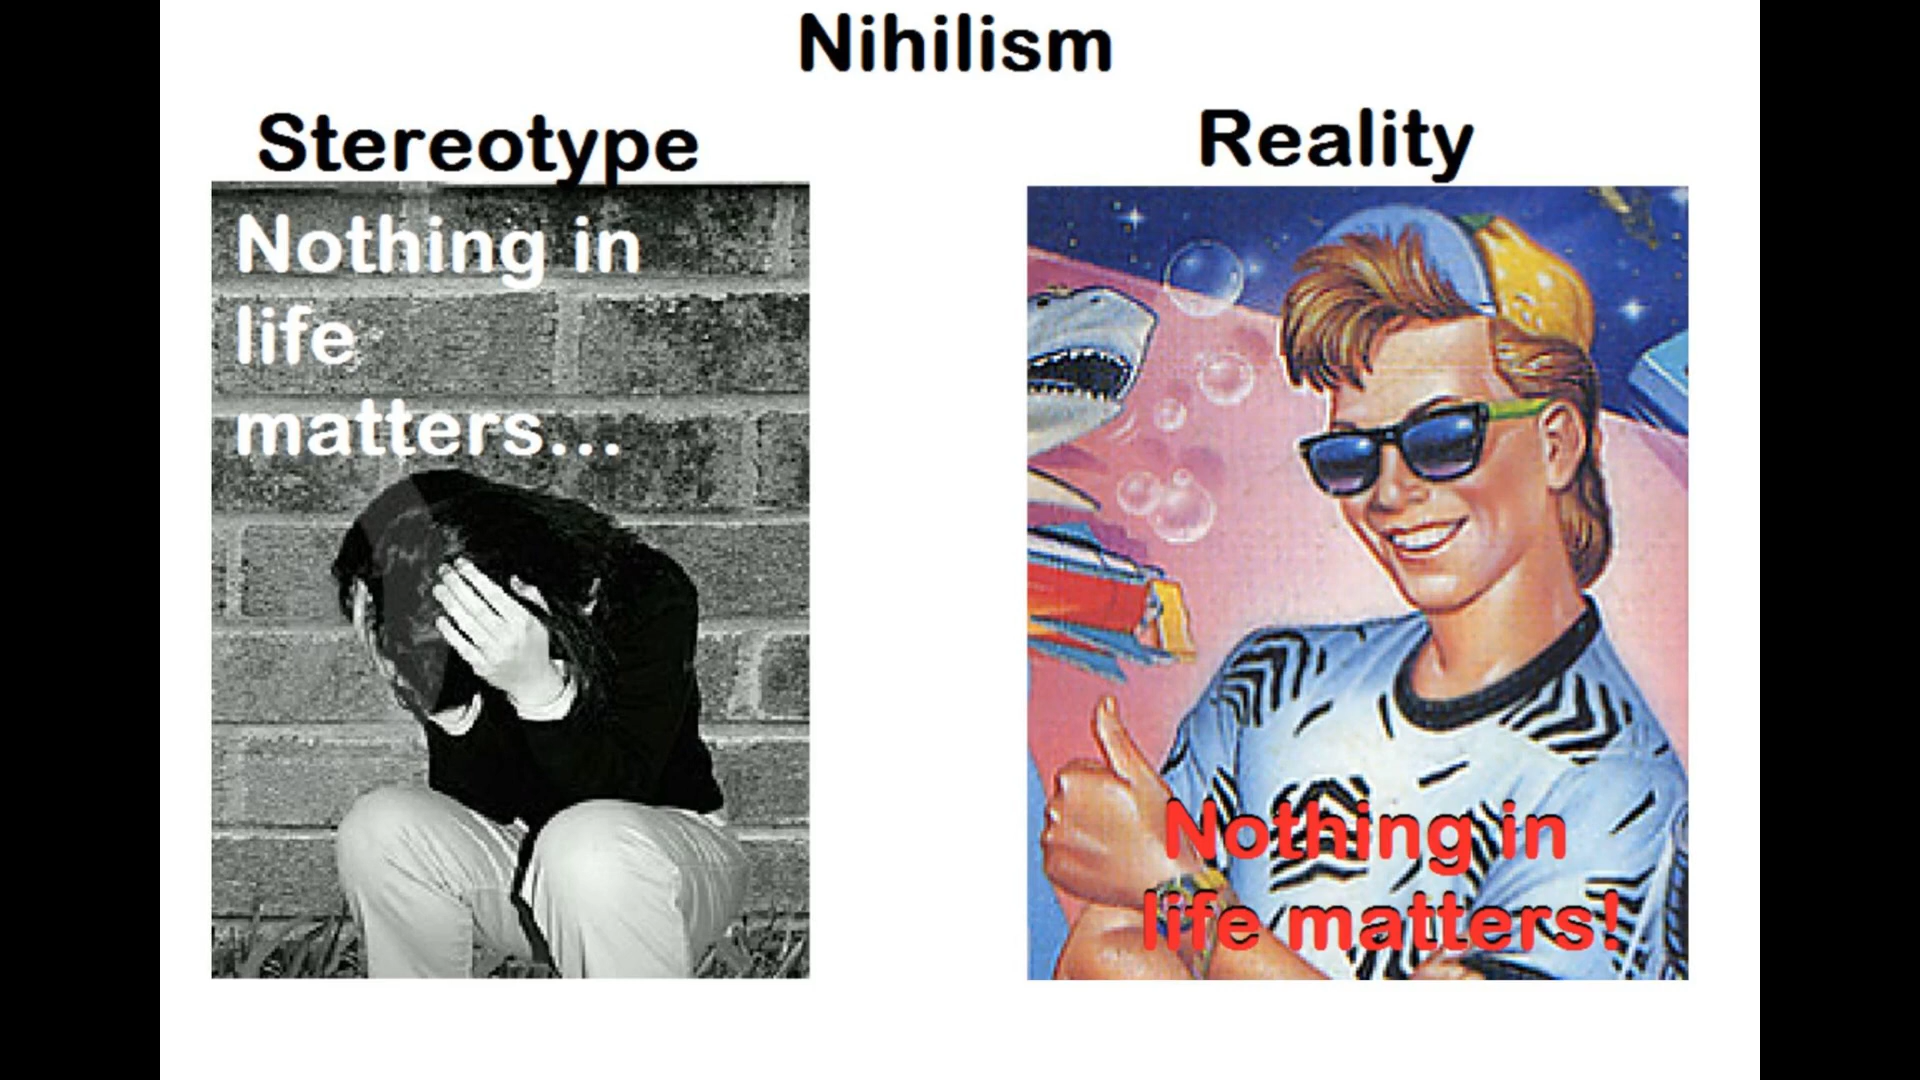 Nihilism
Stereotype
Nothing in
life
matters...
Reality
Nothing in
life matters!